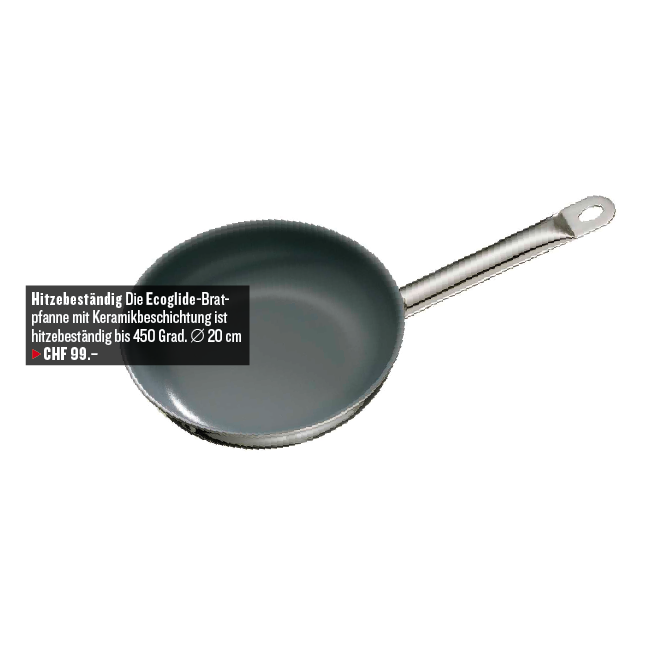 Hitzebeständig Die Ecoglide-Brat-
pfanne mit Keramikbeschichtung ist
hitzebeständig bis 450 Grad. ∅ 20 cm
▷ CHF 99.–